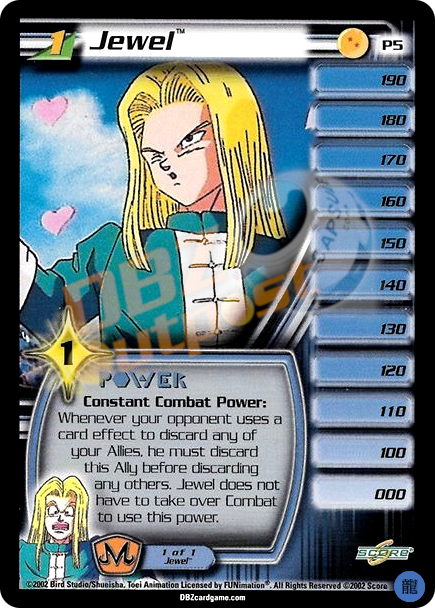 1 Jewel™ P5
190
180
170
160
150
140
130
120
110
100
000
DB
Outpost
CAPSULE
1
POWER
Constant Combat Power:
Whenever your opponent uses a
card effect to discard any of
your Allies, he must discard
this Ally before discarding
any others. Jewel does not
have to take over Combat
to use this power.
M
1 of 1
Jewel™
SCORE
©2002 Bird Studio/Shueisha, Toei Animation Licensed by FUNimation®. All Rights Reserved ©2002 Score
DBZcardgame.com
龍